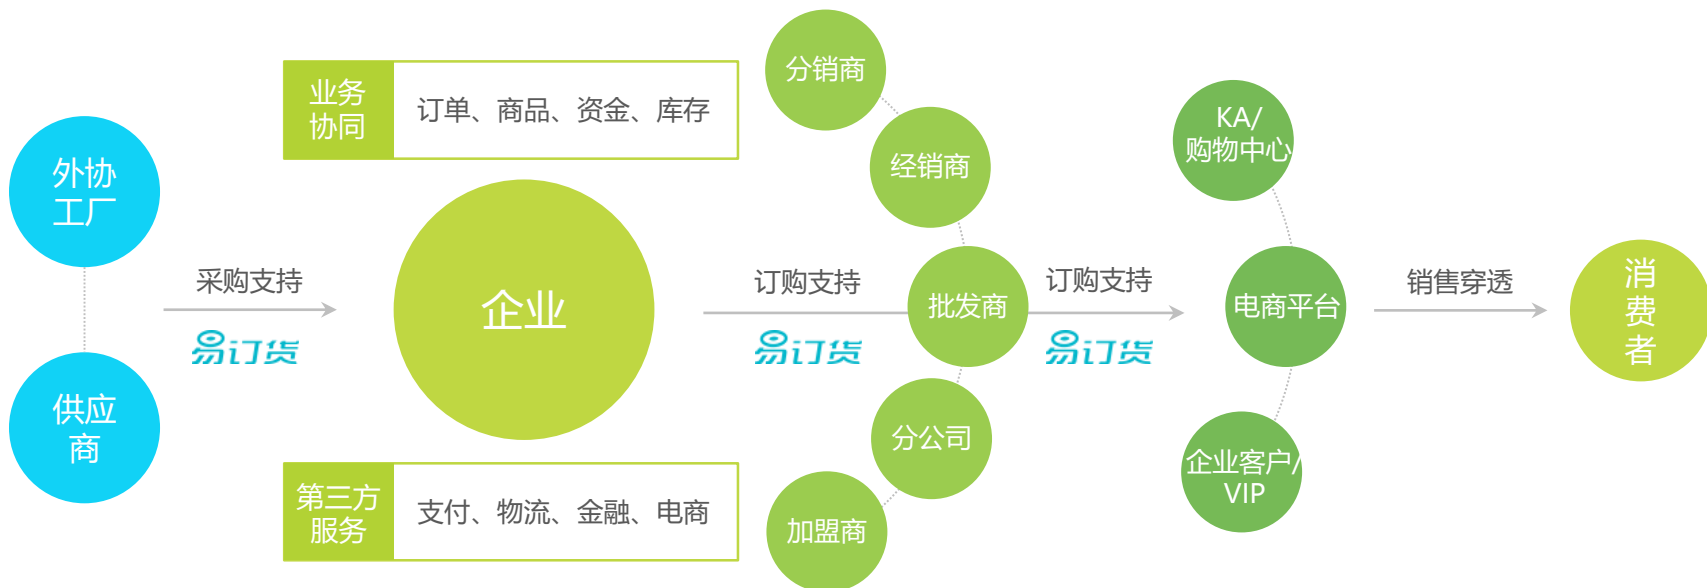 外协
工厂
供应
商
采购支持
易订货
业务
协同
订单、商品、资金、库存
企业
第三方
服务
支付、物流、金融、电商
订购支持
易订货
分销商
经销商
批发商
分公司
加盟商
订购支持
易订货
KA/
购物中心
电商平台
企业客户/
VIP
销售穿透
消
费
者